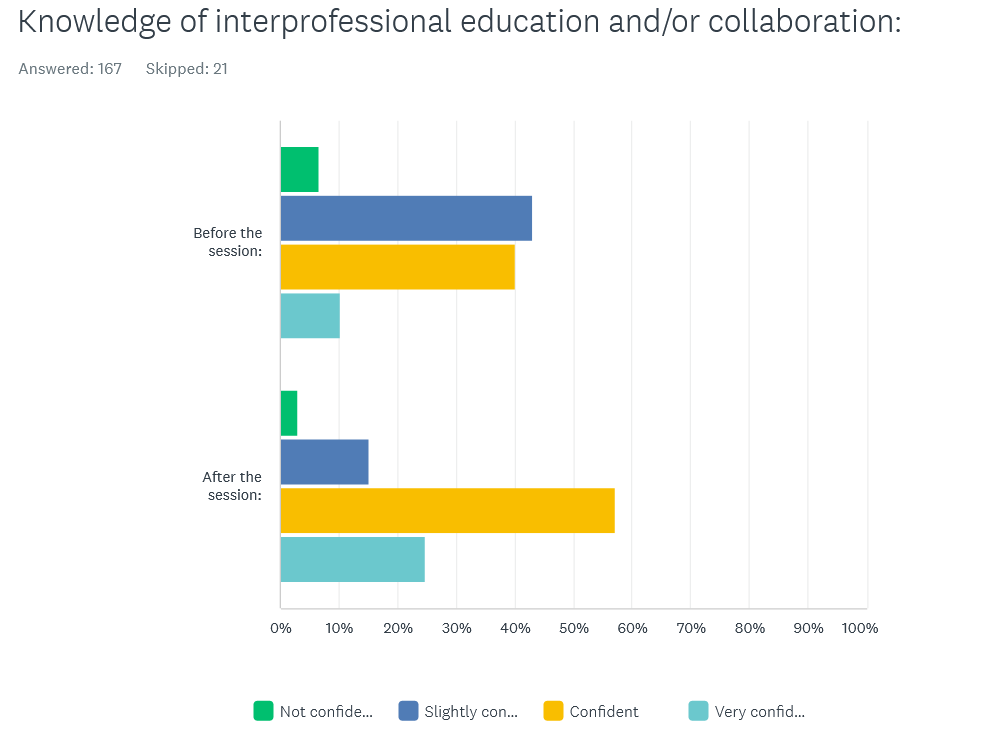 Knowledge of interprofessional education and/or collaboration:
Answered: 167 Skipped: 21
Before the
session:
After the
session:
0% 10% 20% 30% 40% 50% 60% 70% 80% 90% 100%
Not confide... Slightly con... Confident Very confid...